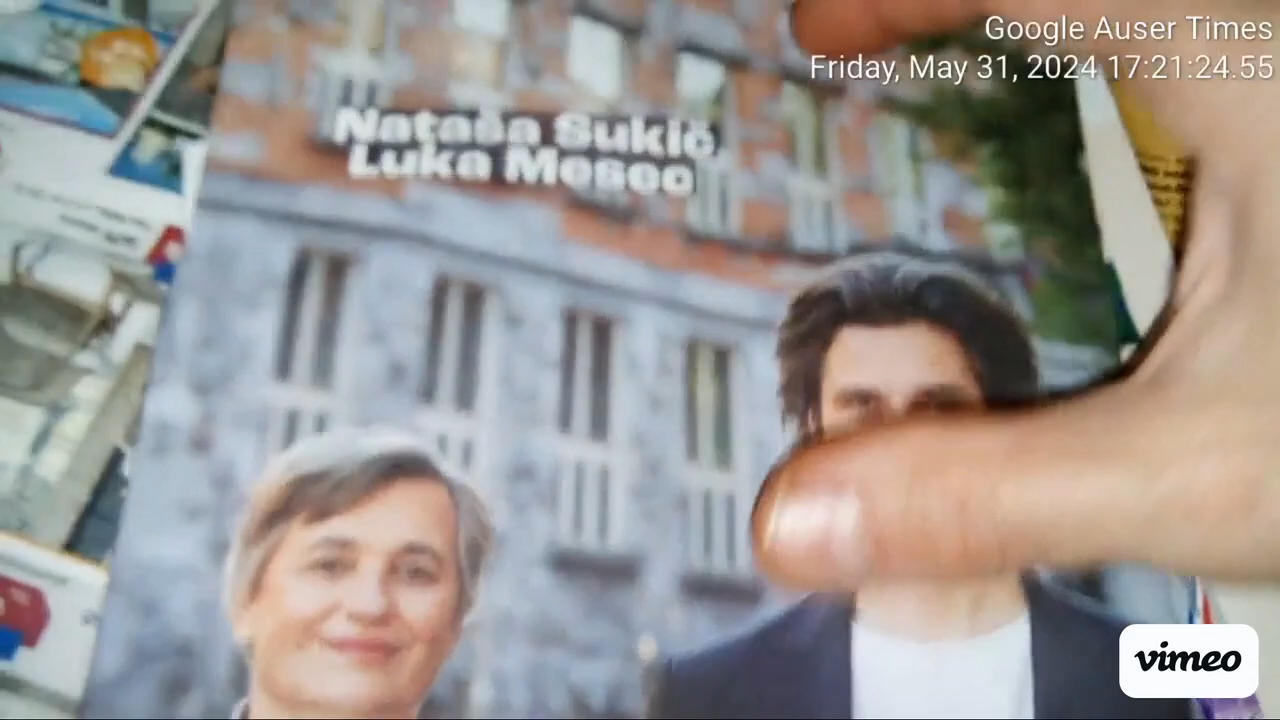 Google Auser Times
Friday, May 31, 2024 17:21:24.55
Nataša Sukič,
Luka Mesec
vimeo